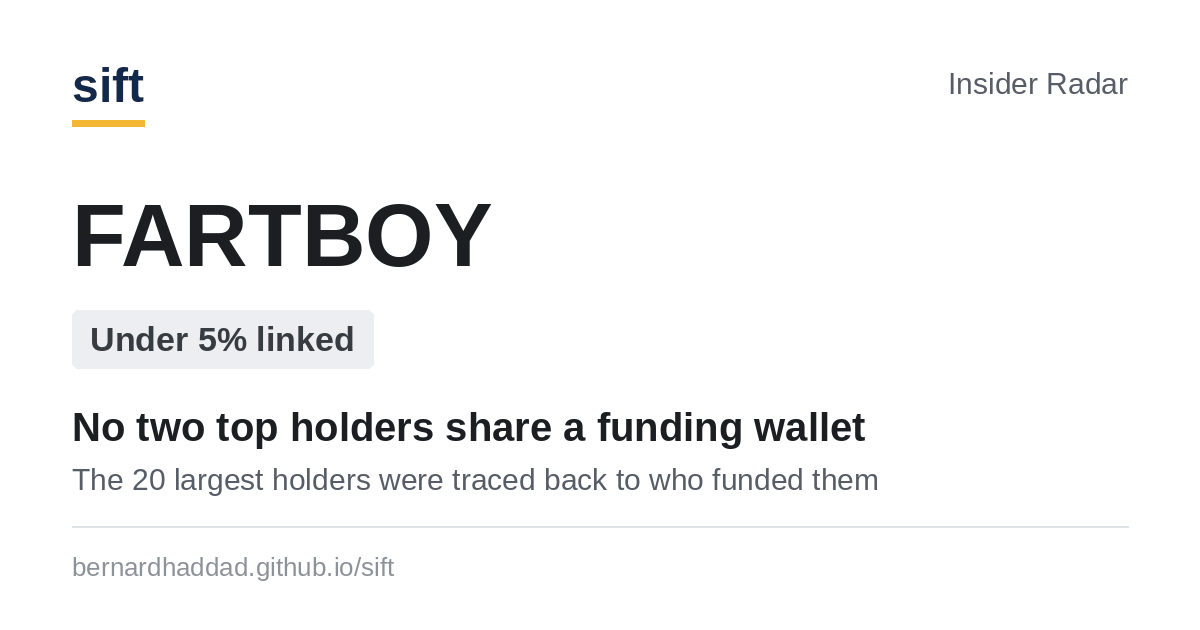 sift
Insider Radar
FARTBOY
Under 5% linked
No two top holders share a funding wallet
The 20 largest holders were traced back to who funded them
bernardhaddad.github.io/sift